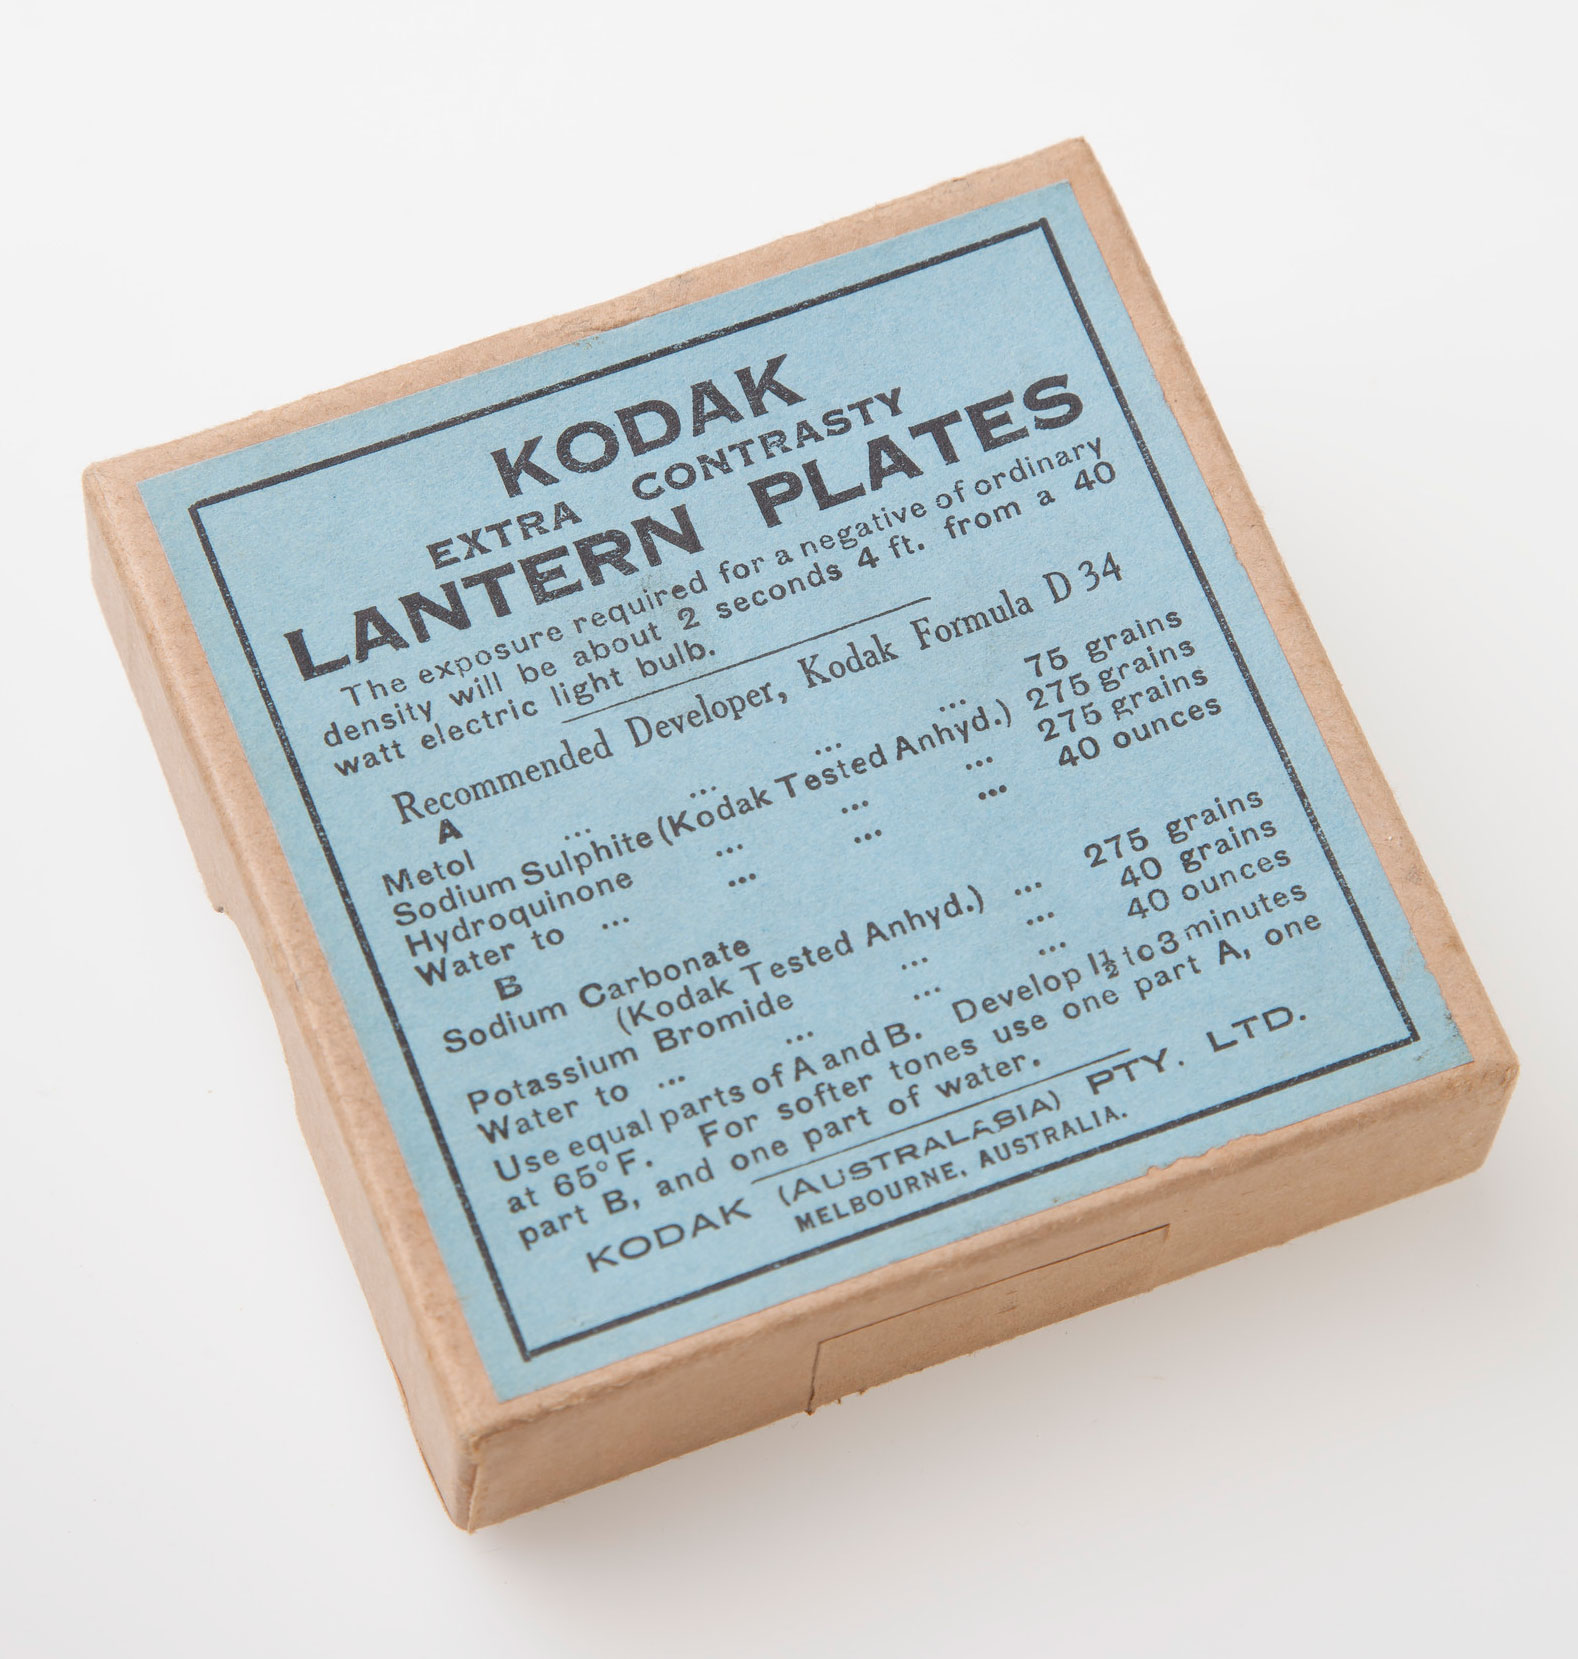 KODAK
EXTRA CONTRASTY
LANTERN PLATES
The exposure required for a negative of ordinary
density will be about 2 seconds 4 ft. from a 40
watt electric light bulb.
Recommended Developer, Kodak Formula D 34
A
Metol ... ... ... ... 75 grains
Sodium Sulphite (Kodak Tested Anhyd.) 275 grains
Hydroquinone ... ... ... 275 grains
Water to ... ... ... ... 40 ounces
B
Sodium Carbonate
(Kodak Tested Anhyd.) ... 275 grains
Potassium Bromide ... ... 40 grains
Water to ... ... ... ... 40 ounces
Use equal parts of A and B. Develop 1½ to 3 minutes
at 65° F. For softer tones use one part A, one
part B, and one part of water.
KODAK (AUSTRALASIA) PTY. LTD.
MELBOURNE, AUSTRALIA.